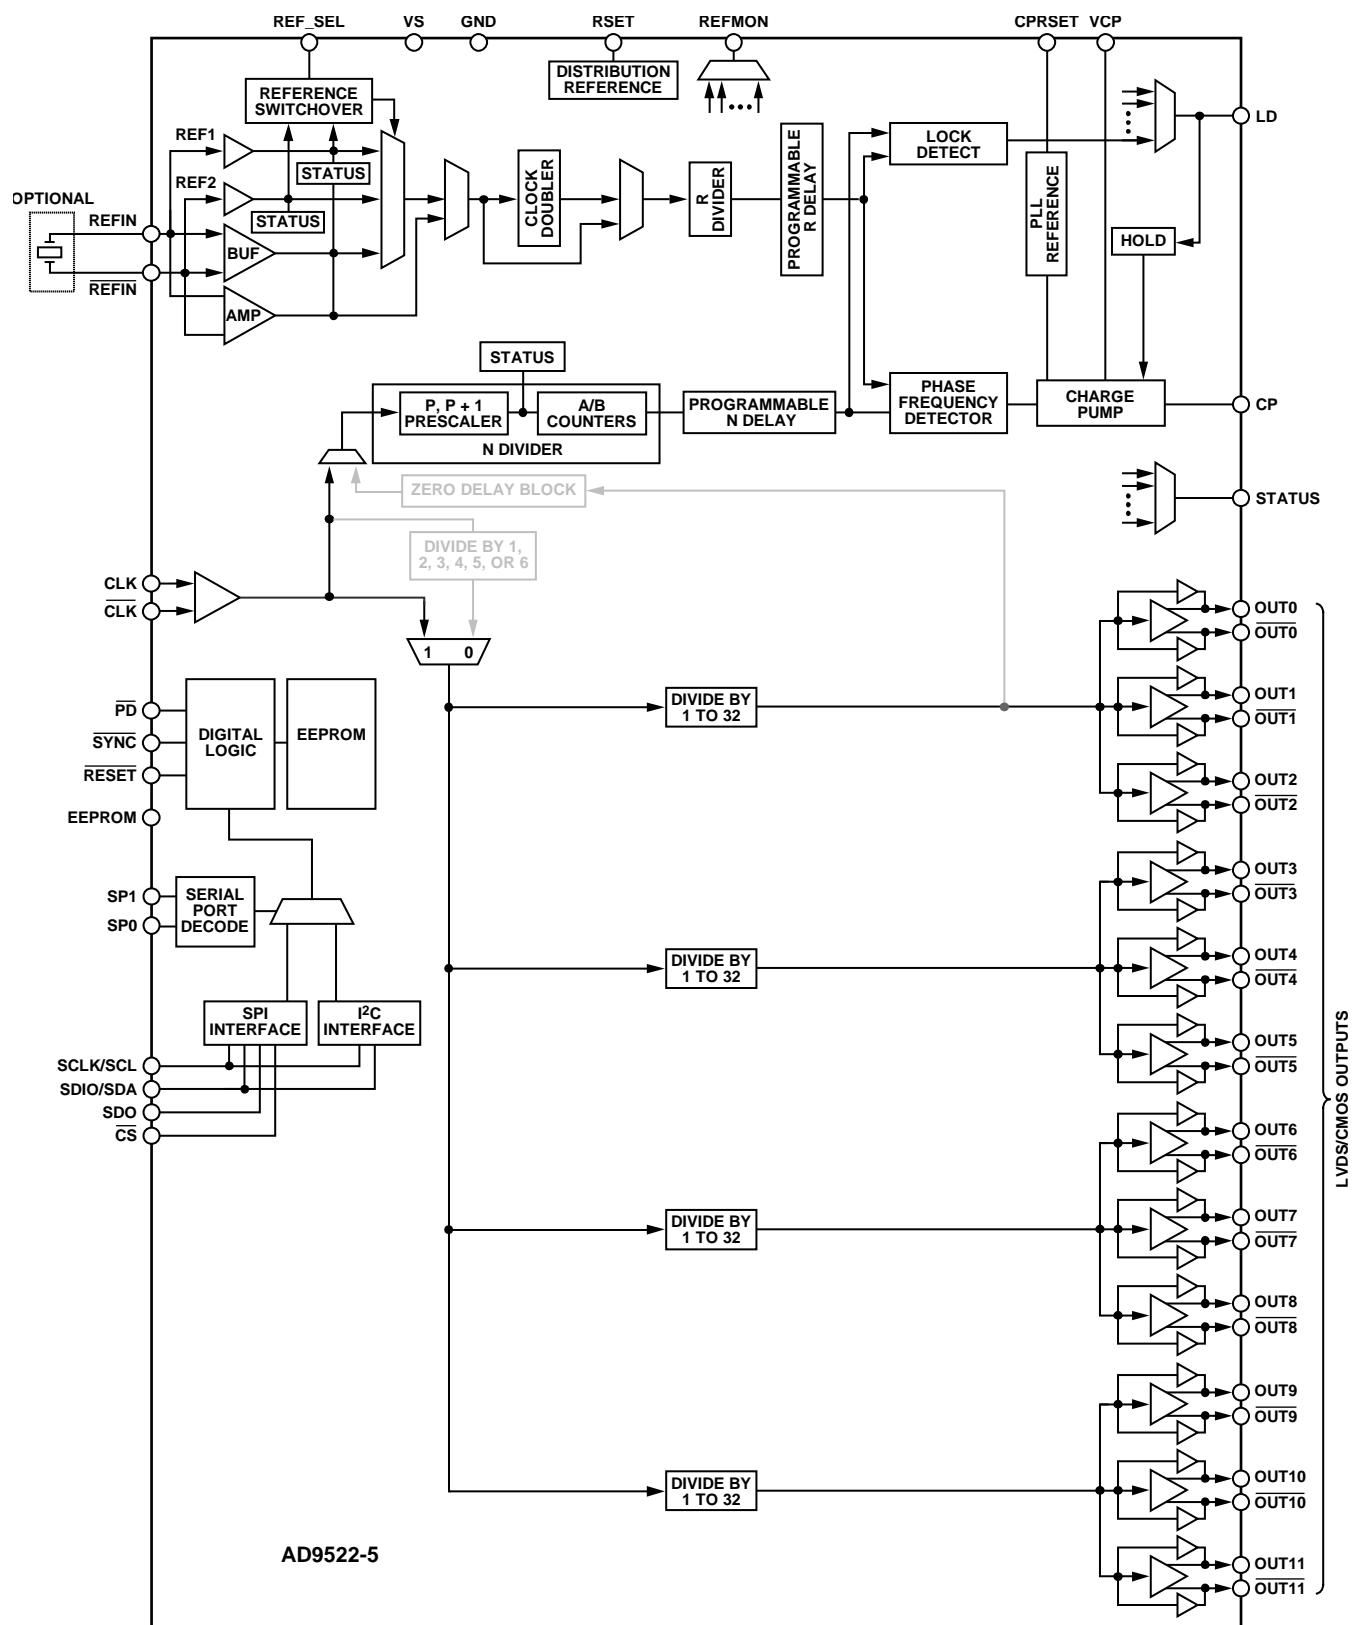 REF_SEL
VS
GND
RSET
REFMON
CPRSET
VCP
DISTRIBUTION
REFERENCE
REFERENCE
SWITCHOVER
LD
REF1
LOCK
DETECT
PROGRAMMABLE
R DELAY
STATUS
CLOCK
DOUBLER
R
DIVIDER
PLL
REFERENCE
REF2
STATUS
OPTIONAL
REFIN
BUF
HOLD
REFIN
AMP
STATUS
P, P + 1
PRESCALER
A/B
COUNTERS
N DIVIDER
PROGRAMMABLE
N DELAY
PHASE
FREQUENCY
DETECTOR
CHARGE
PUMP
CP
ZERO DELAY BLOCK
STATUS
DIVIDE BY 1,
2, 3, 4, 5, OR 6
CLK
CLK
1 0
OUT0
OUT0
DIVIDE BY
1 TO 32
OUT1
OUT1
OUT2
OUT2
PD
SYNC
RESET
DIGITAL
LOGIC
EEPROM
EEPROM
SP1
SP0
SERIAL
PORT
DECODE
OUT3
OUT3
DIVIDE BY
1 TO 32
OUT4
OUT4
OUT5
OUT5
SPI
INTERFACE
I²C
INTERFACE
SCLK/SCL
SDIO/SDA
SDO
CS
LVDS/CMOS OUTPUTS
OUT6
OUT6
DIVIDE BY
1 TO 32
OUT7
OUT7
OUT8
OUT8
OUT9
OUT9
DIVIDE BY
1 TO 32
OUT10
OUT10
OUT11
OUT11
AD9522-5